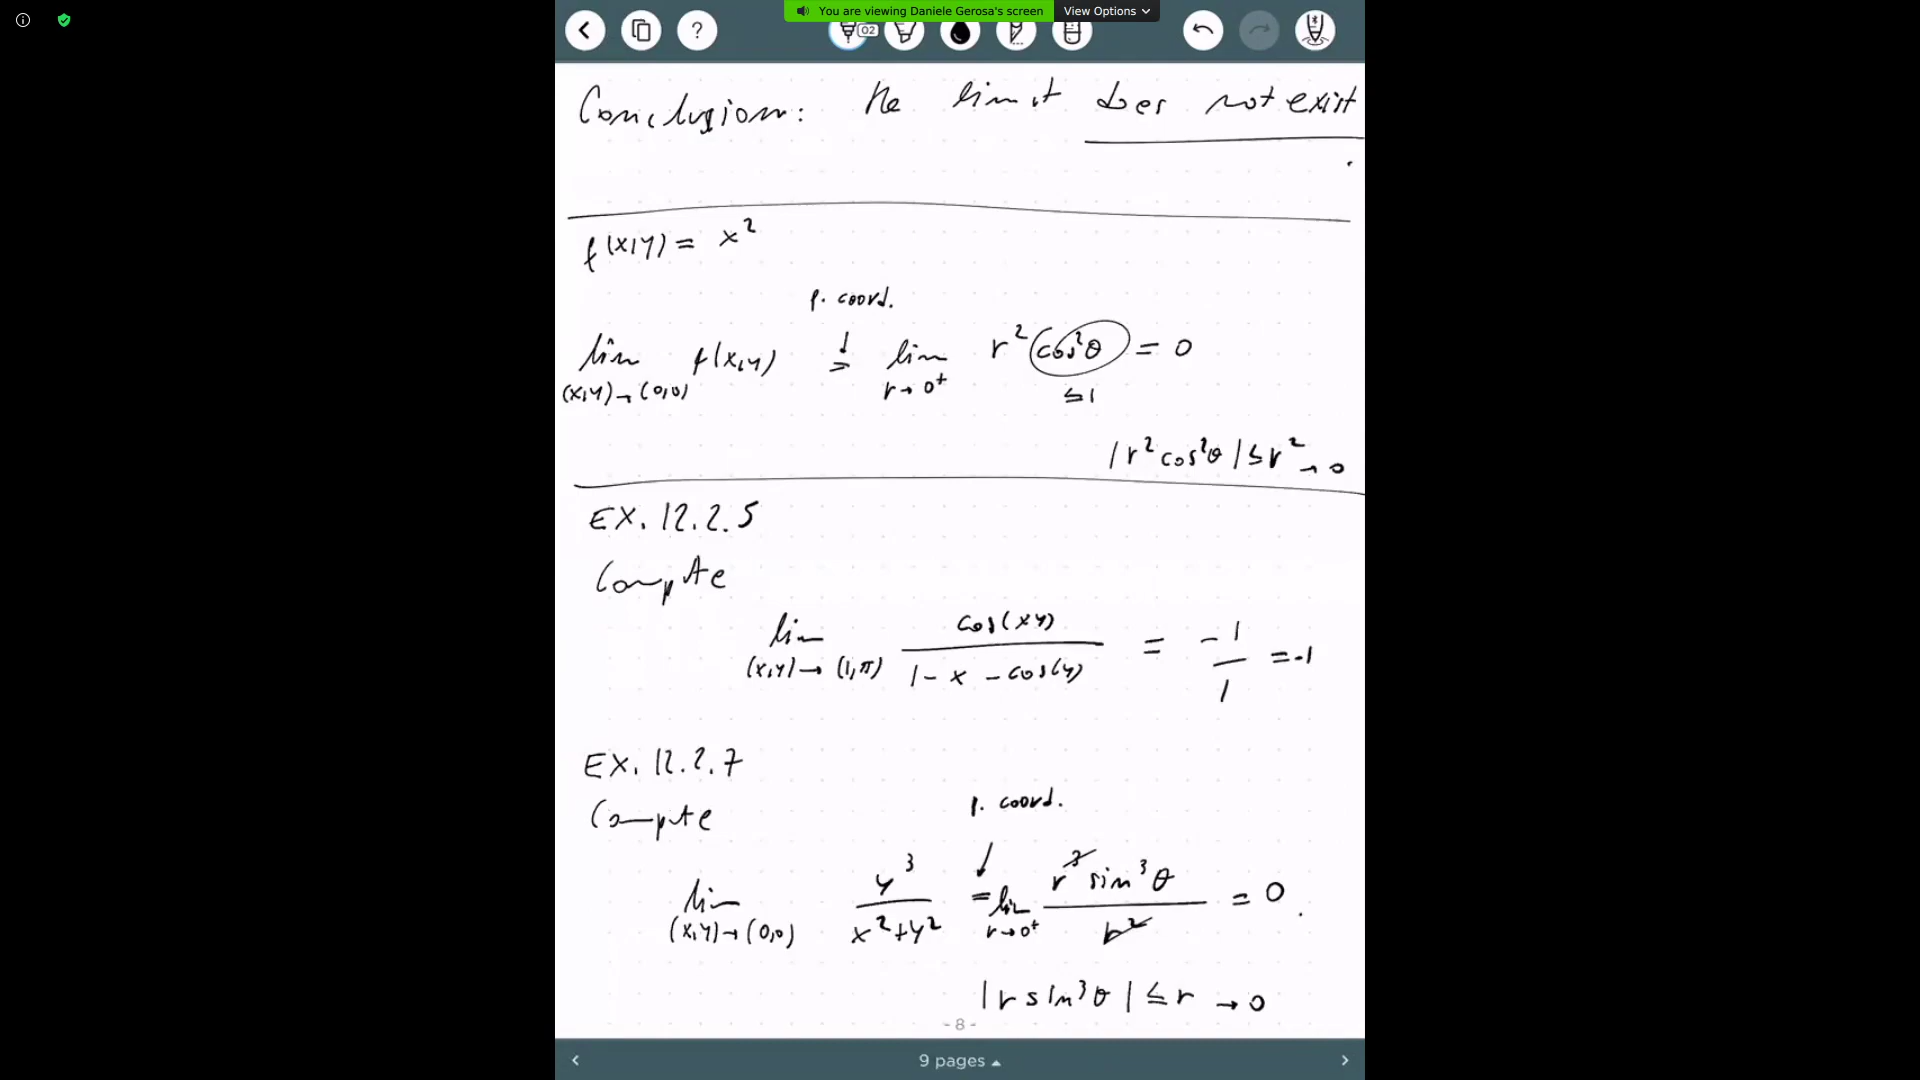 You are viewing Daniele Gerosa's screen View Options
?
02
Conclusion: the limit does not exist.
f(x,y) = x²
p. coord.
↓
lim f(x,y) = lim r² cos²θ = 0
(x,y)→(0,0) r→0⁺ ≤1
|r² cos²θ| ≤ r² → 0
EX. 12.2.5
Compute
lim cos(xy) / (1 - x - cos(y)) = -1/1 = -1
(x,y)→(1,π)
EX. 12.2.7
Compute
p. coord.
↓
lim y³ / (x²+y²) = lim r³ sin³θ / r² = 0.
(x,y)→(0,0) r→0⁺
|r sin³θ| ≤ r → 0
- 8 -
9 pages